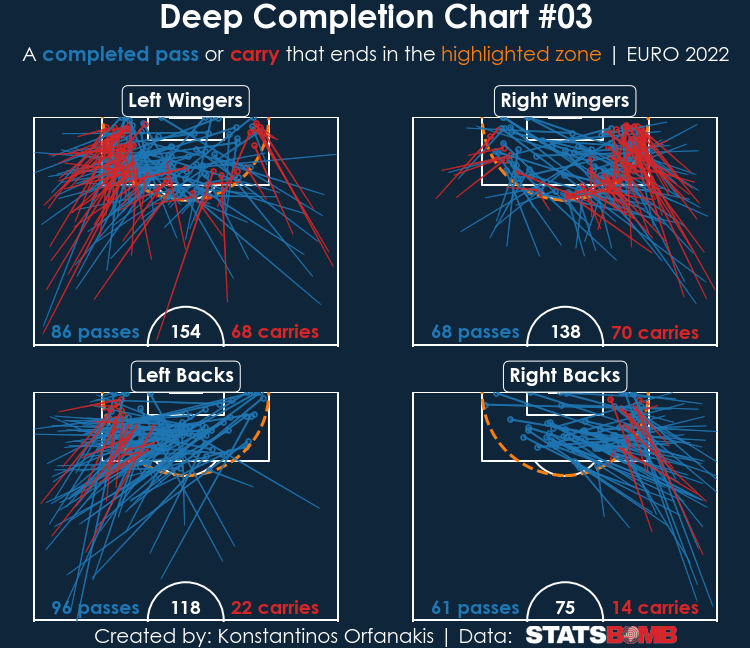 Deep Completion Chart #03
A completed pass or carry that ends in the highlighted zone | EURO 2022
Left Wingers
Right Wingers
86 passes 154 68 carries
68 passes 138 70 carries
Left Backs
Right Backs
96 passes 118 22 carries
61 passes 75 14 carries
Created by: Konstantinos Orfanakis | Data: STATSBOMB